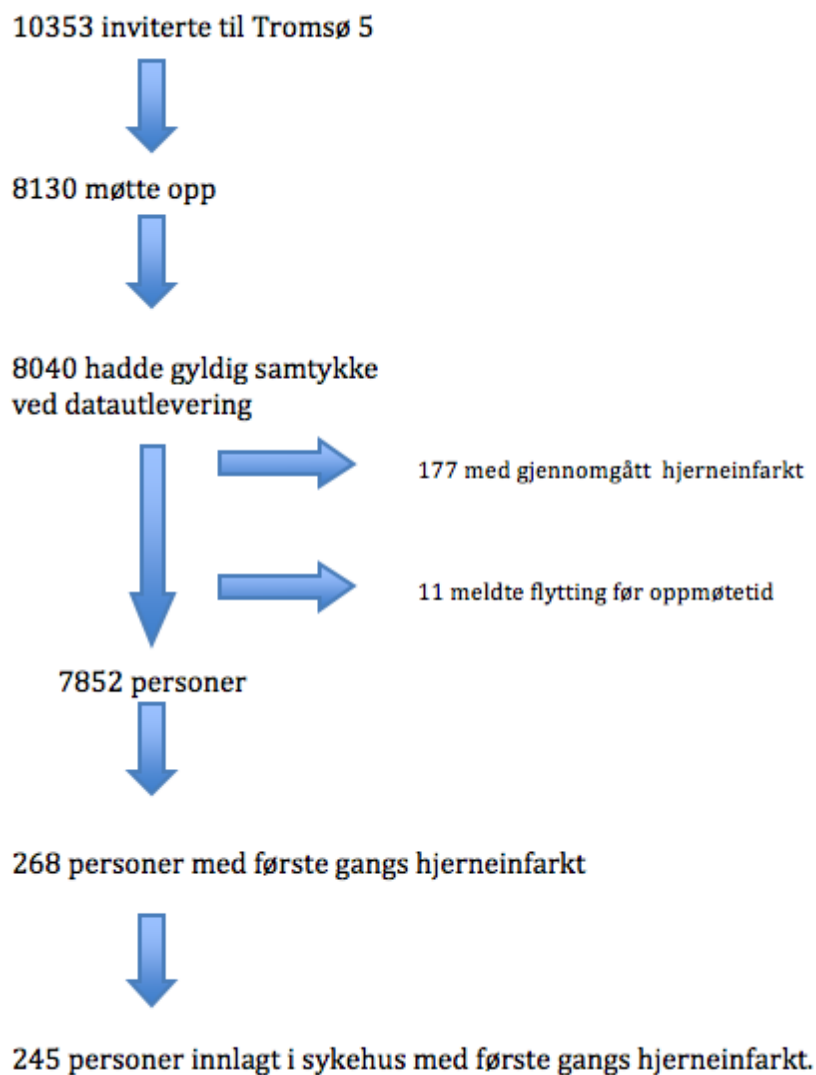 10353 inviterte til Tromsø 5
8130 møtte opp
8040 hadde gyldig samtykke
ved datautlevering
177 med gjennomgått hjerneinfarkt
11 meldte flytting før oppmøtetid
7852 personer
268 personer med første gangs hjerneinfarkt
245 personer innlagt i sykehus med første gangs hjerneinfarkt.